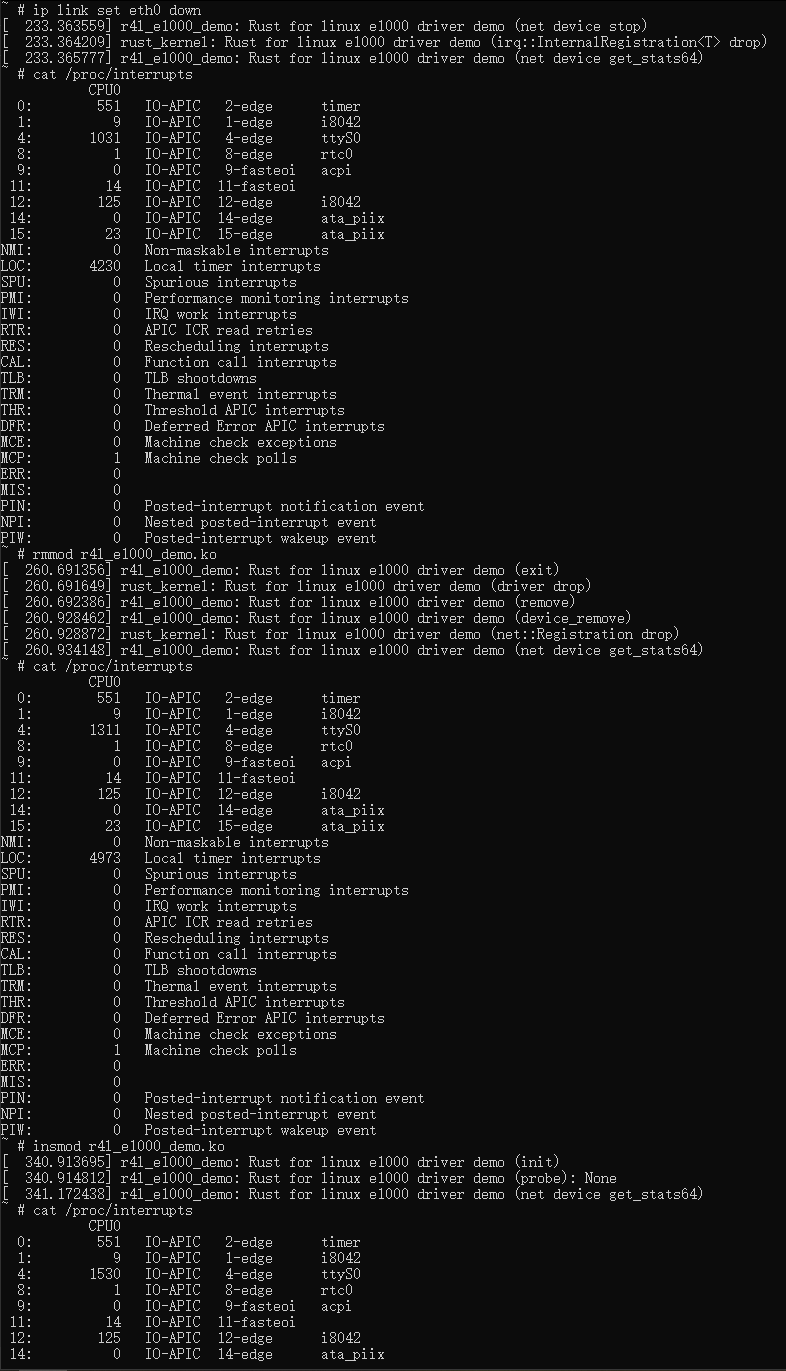 ~ # ip link set eth0 down
[  233.363559] r4l_e1000_demo: Rust for linux e1000 driver demo (net device stop)
[  233.364209] rust_kernel: Rust for linux e1000 driver demo (irq::InternalRegistration<T> drop)
[  233.365777] r4l_e1000_demo: Rust for linux e1000 driver demo (net device get_stats64)
~ # cat /proc/interrupts
           CPU0
  0:        551   IO-APIC   2-edge      timer
  1:          9   IO-APIC   1-edge      i8042
  4:       1031   IO-APIC   4-edge      ttyS0
  8:          1   IO-APIC   8-edge      rtc0
  9:          0   IO-APIC   9-fasteoi   acpi
 11:         14   IO-APIC  11-fasteoi
 12:        125   IO-APIC  12-edge      i8042
 14:          0   IO-APIC  14-edge      ata_piix
 15:         23   IO-APIC  15-edge      ata_piix
NMI:          0   Non-maskable interrupts
LOC:       4230   Local timer interrupts
SPU:          0   Spurious interrupts
PMI:          0   Performance monitoring interrupts
IWI:          0   IRQ work interrupts
RTR:          0   APIC ICR read retries
RES:          0   Rescheduling interrupts
CAL:          0   Function call interrupts
TLB:          0   TLB shootdowns
TRM:          0   Thermal event interrupts
THR:          0   Threshold APIC interrupts
DFR:          0   Deferred Error APIC interrupts
MCE:          0   Machine check exceptions
MCP:          1   Machine check polls
ERR:          0
MIS:          0
PIN:          0   Posted-interrupt notification event
NPI:          0   Nested posted-interrupt event
PIW:          0   Posted-interrupt wakeup event
~ # rmmod r4l_e1000_demo.ko
[  260.691356] r4l_e1000_demo: Rust for linux e1000 driver demo (exit)
[  260.691649] rust_kernel: Rust for linux e1000 driver demo (driver drop)
[  260.692386] r4l_e1000_demo: Rust for linux e1000 driver demo (remove)
[  260.928462] r4l_e1000_demo: Rust for linux e1000 driver demo (device_remove)
[  260.928872] rust_kernel: Rust for linux e1000 driver demo (net::Registration drop)
[  260.934148] r4l_e1000_demo: Rust for linux e1000 driver demo (net device get_stats64)
~ # cat /proc/interrupts
           CPU0
  0:        551   IO-APIC   2-edge      timer
  1:          9   IO-APIC   1-edge      i8042
  4:       1311   IO-APIC   4-edge      ttyS0
  8:          1   IO-APIC   8-edge      rtc0
  9:          0   IO-APIC   9-fasteoi   acpi
 11:         14   IO-APIC  11-fasteoi
 12:        125   IO-APIC  12-edge      i8042
 14:          0   IO-APIC  14-edge      ata_piix
 15:         23   IO-APIC  15-edge      ata_piix
NMI:          0   Non-maskable interrupts
LOC:       4973   Local timer interrupts
SPU:          0   Spurious interrupts
PMI:          0   Performance monitoring interrupts
IWI:          0   IRQ work interrupts
RTR:          0   APIC ICR read retries
RES:          0   Rescheduling interrupts
CAL:          0   Function call interrupts
TLB:          0   TLB shootdowns
TRM:          0   Thermal event interrupts
THR:          0   Threshold APIC interrupts
DFR:          0   Deferred Error APIC interrupts
MCE:          0   Machine check exceptions
MCP:          1   Machine check polls
ERR:          0
MIS:          0
PIN:          0   Posted-interrupt notification event
NPI:          0   Nested posted-interrupt event
PIW:          0   Posted-interrupt wakeup event
~ # insmod r4l_e1000_demo.ko
[  340.913695] r4l_e1000_demo: Rust for linux e1000 driver demo (init)
[  340.914812] r4l_e1000_demo: Rust for linux e1000 driver demo (probe): None
[  341.172438] r4l_e1000_demo: Rust for linux e1000 driver demo (net device get_stats64)
~ # cat /proc/interrupts
           CPU0
  0:        551   IO-APIC   2-edge      timer
  1:          9   IO-APIC   1-edge      i8042
  4:       1530   IO-APIC   4-edge      ttyS0
  8:          1   IO-APIC   8-edge      rtc0
  9:          0   IO-APIC   9-fasteoi   acpi
 11:         14   IO-APIC  11-fasteoi
 12:        125   IO-APIC  12-edge      i8042
 14:          0   IO-APIC  14-edge      ata_piix